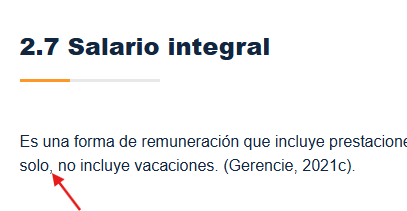 2.7 Salario integral
Es una forma de remuneración que incluye prestacione
solo, no incluye vacaciones. (Gerencie, 2021c).